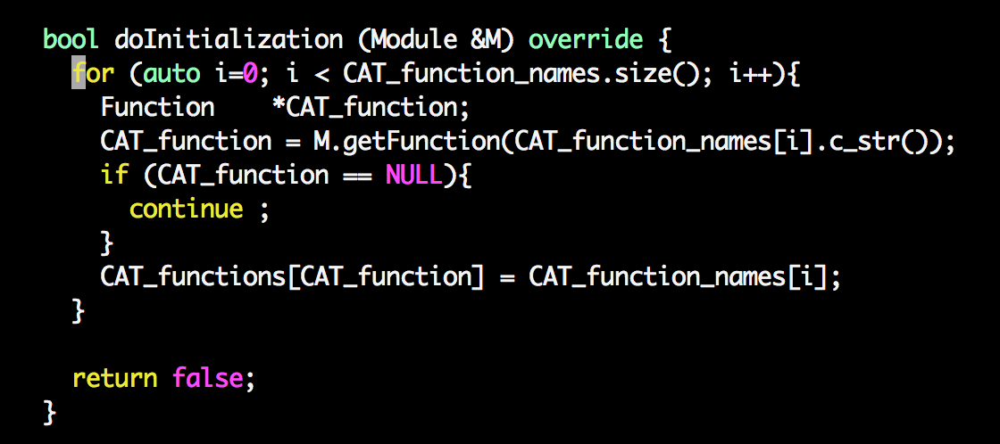 bool doInitialization (Module &M) override {
  for (auto i=0; i < CAT_function_names.size(); i++){
    Function    *CAT_function;
    CAT_function = M.getFunction(CAT_function_names[i].c_str());
    if (CAT_function == NULL){
      continue ;
    }
    CAT_functions[CAT_function] = CAT_function_names[i];
  }

  return false;
}